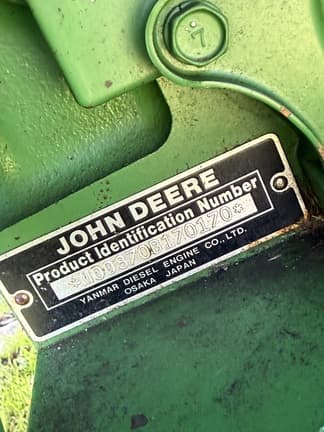 7
JOHN DEERE
Product Identification Number
YANMAR DIESEL ENGINE CO., LTD.
OSAKA JAPAN